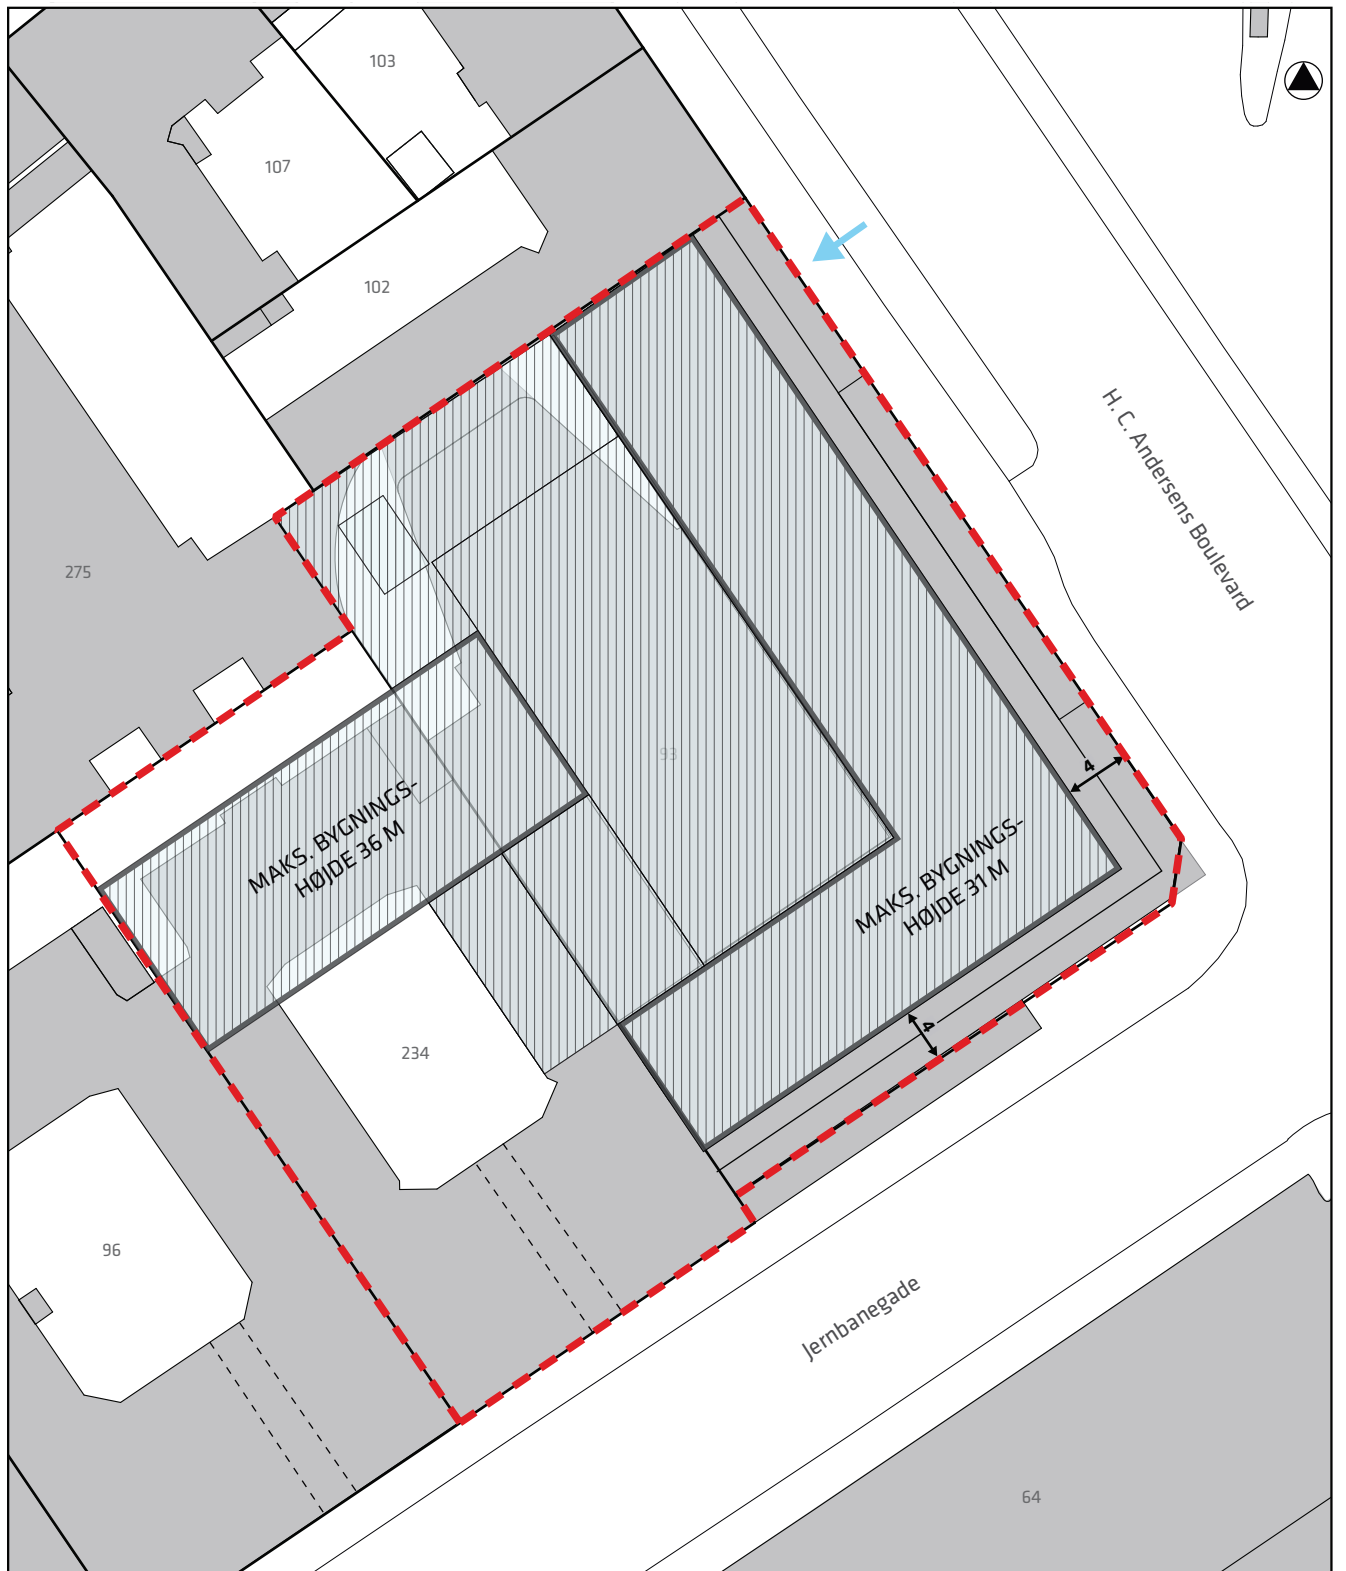 103
107
102
H. C. Andersens Boulevard
275
93
4
MAKS. BYGNINGS-
HØJDE 36 M
MAKS. BYGNINGS-
HØJDE 31 M
4
234
96
Jernbanegade
64